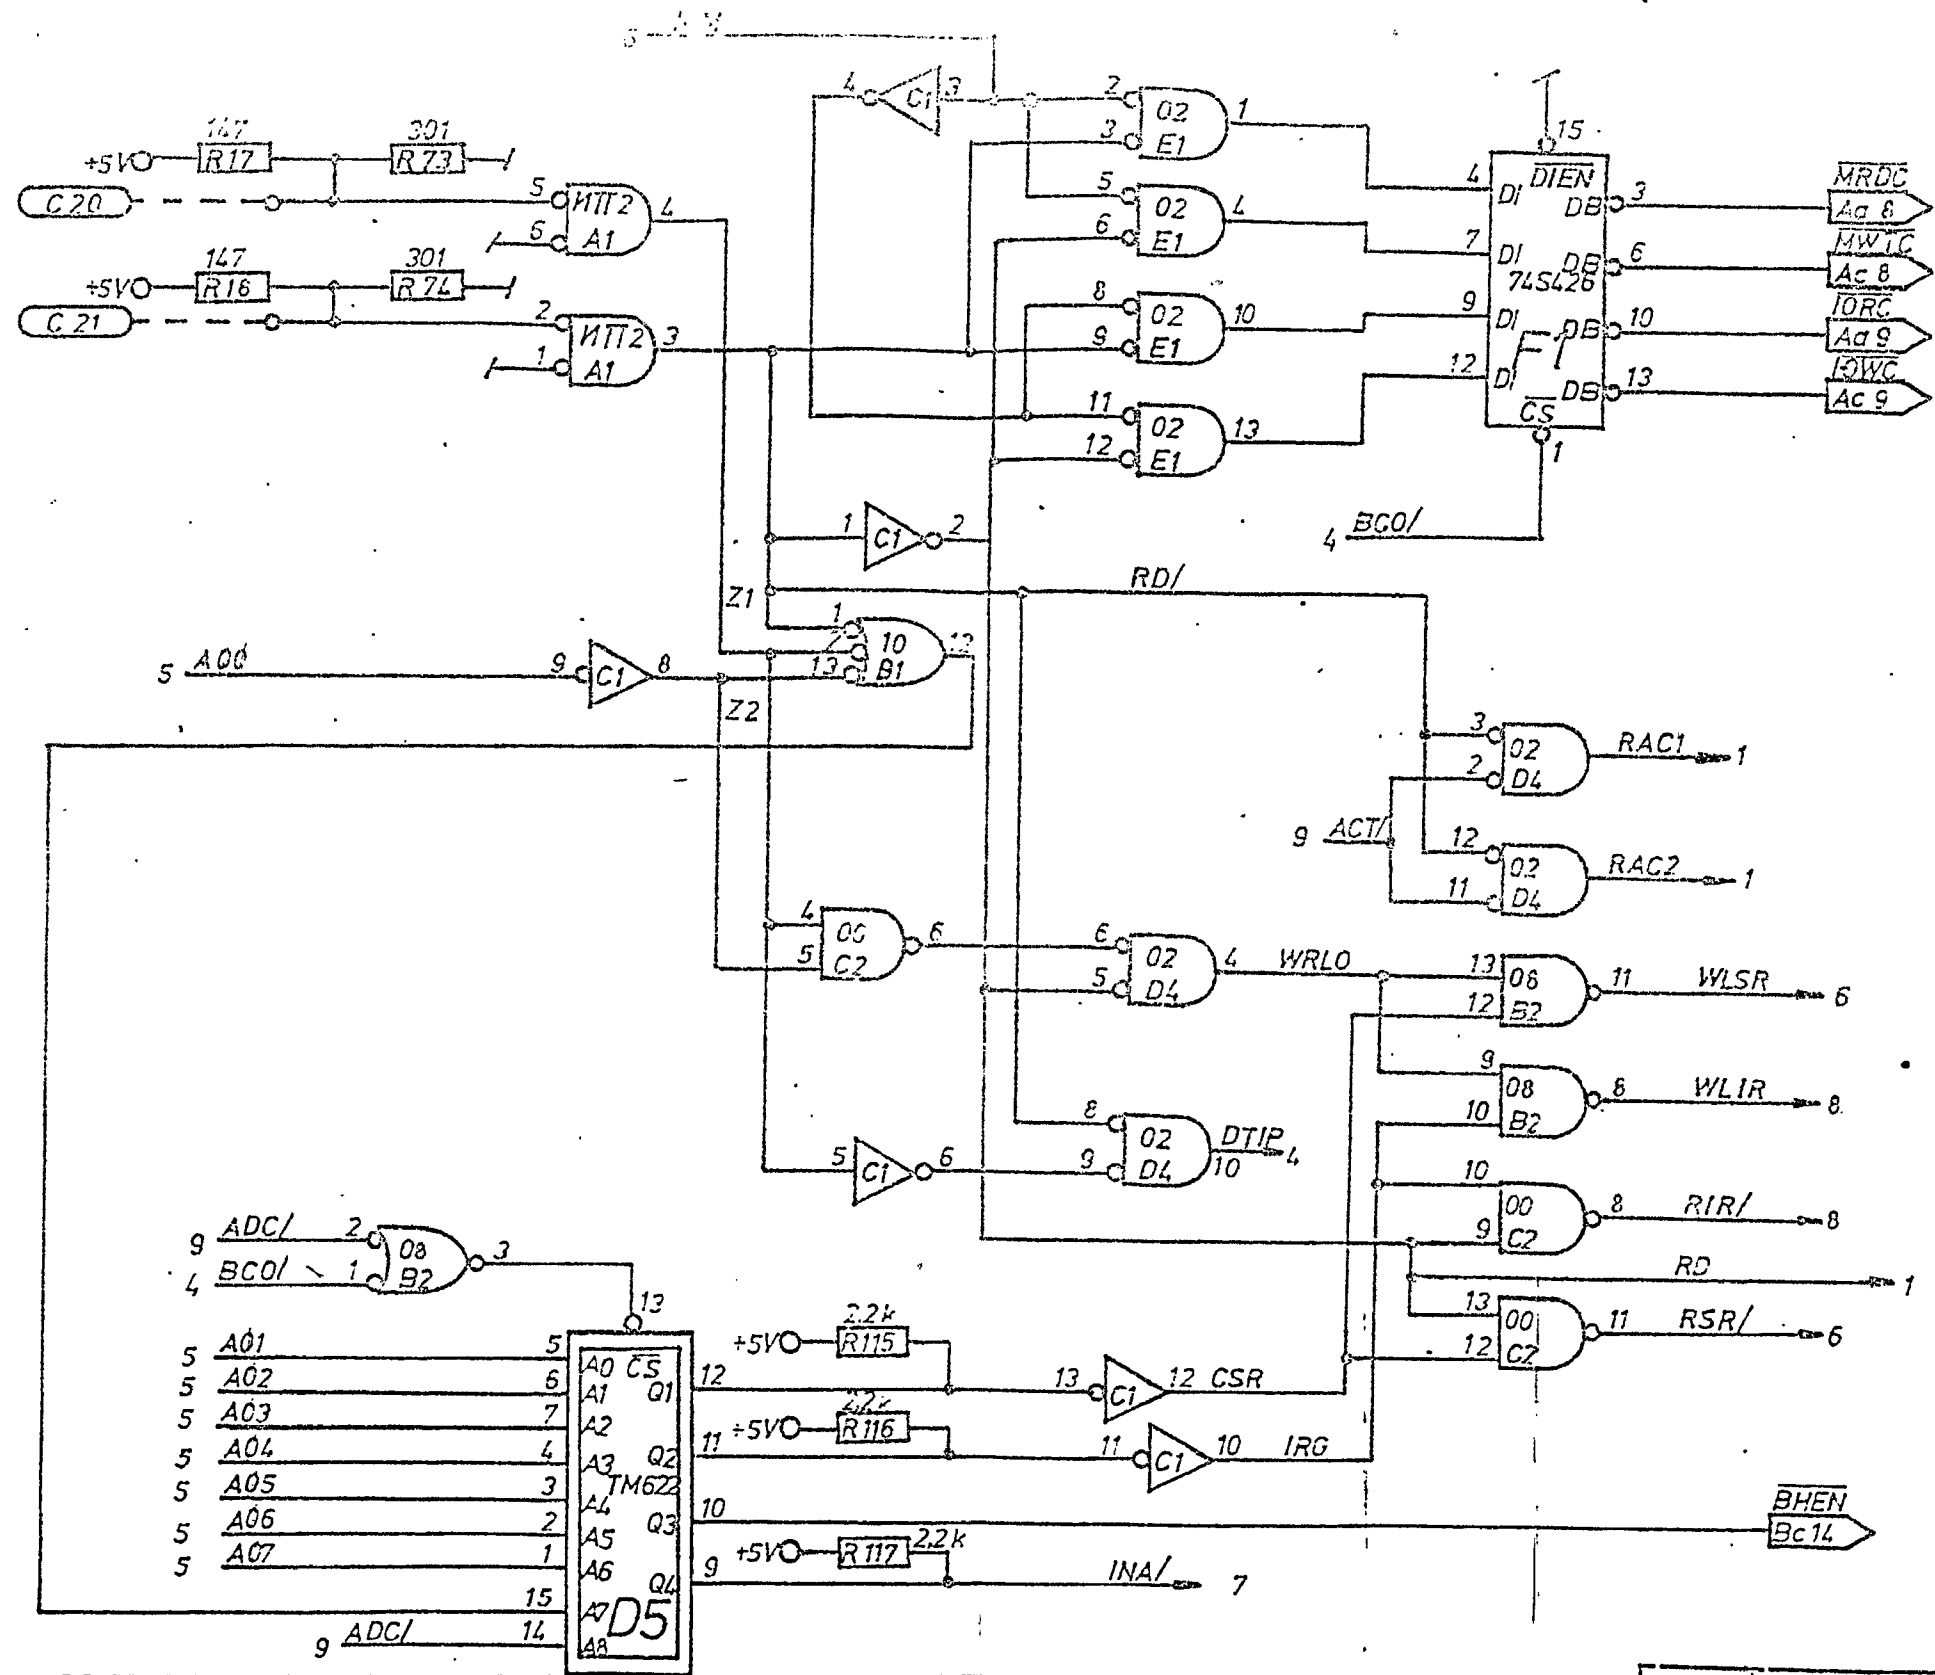 147
301
+5V
R17
R73
C20
5
6
ИП2
A1
4
147
301
+5V
R16
R74
C21
2
1
ИП2
A1
3
4
C1
3
2
3
02
E1
1
5
6
02
E1
4
8
9
02
E1
10
11
12
02
E1
13
15
DIEN
4
DI
DB
3
MRDC
Aa 8
7
DI
DB
6
MWTC
Ac 8
74S426
9
DI
DB
10
IORC
Aa 9
12
DI
DB
13
IOWC
Ac 9
F1
CS
1
4 BCO/
1
C1
2
RD/
Z1
1
2
13
10
B1
12
5 A00
9
C1
8
Z2
3
2
02
D4
RAC1
1
9 ACT/
12
11
02
D4
RAC2
1
4
5
00
C2
6
6
5
02
D4
4
WRLO
13
12
08
B2
11
WLSR
6
9
10
08
B2
8
WLIR
8
5
C1
6
8
9
02
D4
10
DTIP
4
10
9
00
C2
8
RIR/
8
RD
1
13
12
00
C2
11
RSR/
6
9 ADC/
2
4 BCO/
1
08
B2
3
13
5 A01
5
A0
CS
Q1
12
5 A02
6
A1
5 A03
7
A2
5 A04
4
A3
Q2
11
TM622
5 A05
3
A4
5 A06
2
A5
Q3
10
5 A07
1
A6
Q4
9
15
A7
D5
9 ADC/
14
A8
2.2k
+5V
R115
13
C1
12
CSR
2,2k
+5V
R116
11
C1
10
IRG
BHEN
Bc14
+5V
R117
2,2k
INA/
7